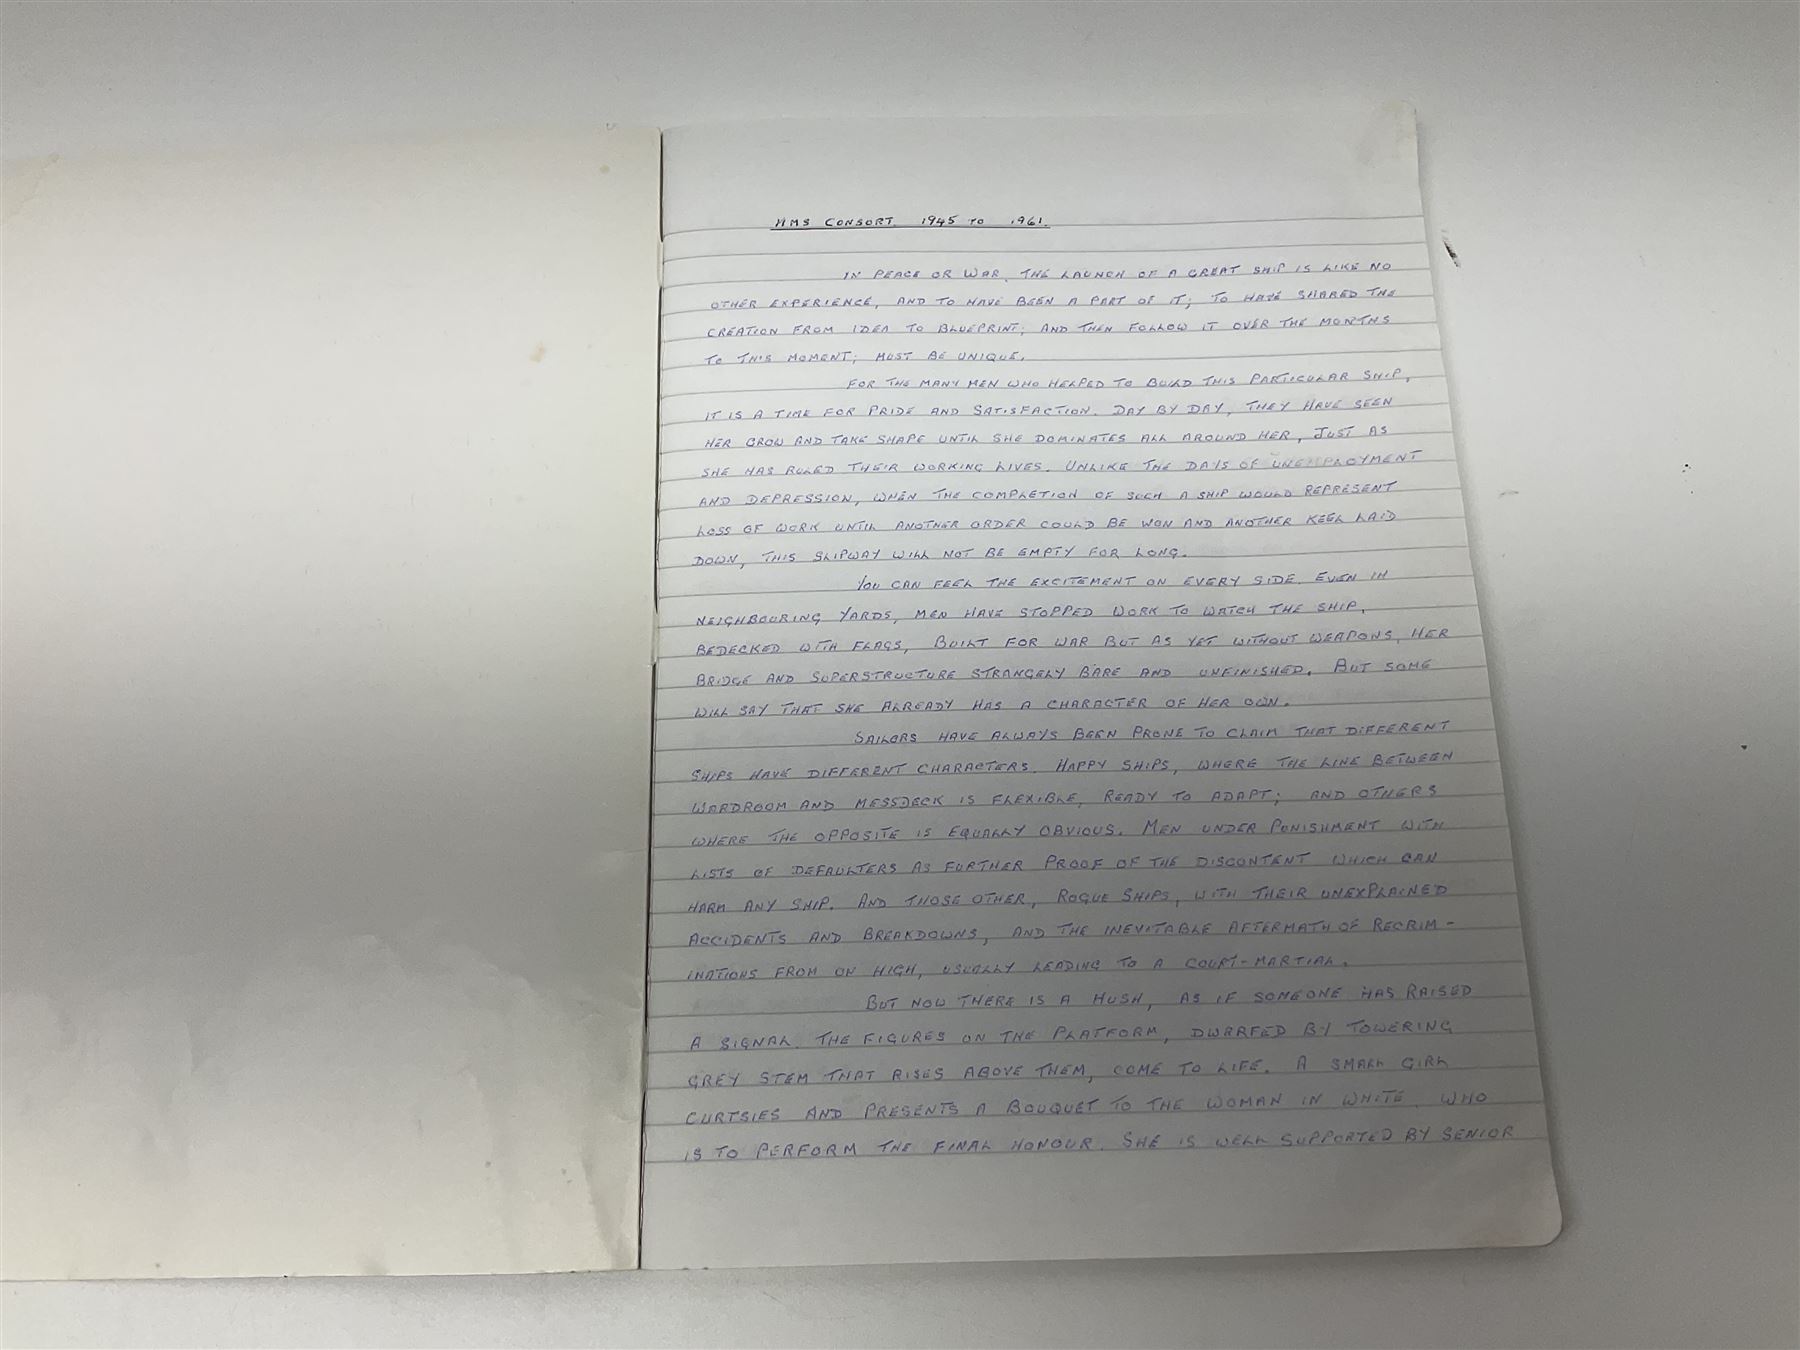 HMS CONSORT. 1945 TO 1961.
IN PEACE OR WAR. THE LAUNCH OF A GREAT SHIP IS LIKE NO
OTHER EXPERIENCE, AND TO HAVE BEEN A PART OF IT; TO HAVE SHARED THE
CREATION FROM IDEA TO BLUEPRINT; AND THEN FOLLOW IT OVER THE MONTHS
TO THIS MOMENT; MUST BE UNIQUE.
FOR THE MANY MEN WHO HELPED TO BUILD THIS PARTICULAR SHIP,
IT IS A TIME FOR PRIDE AND SATISFACTION. DAY BY DAY, THEY HAVE SEEN
HER GROW AND TAKE SHAPE UNTIL SHE DOMINATES ALL AROUND HER, JUST AS
SHE HAS RULED THEIR WORKING LIVES. UNLIKE THE DAYS OF UNEMPLOYMENT
AND DEPRESSION, WHEN THE COMPLETION OF SUCH A SHIP WOULD REPRESENT
LOSS OF WORK UNTIL ANOTHER ORDER COULD BE WON AND ANOTHER KEEL LAID
DOWN, THIS SLIPWAY WILL NOT BE EMPTY FOR LONG.
YOU CAN FEEL THE EXCITEMENT ON EVERY SIDE. EVEN IN
NEIGHBOURING YARDS, MEN HAVE STOPPED WORK TO WATCH THE SHIP,
BEDECKED WITH FLAGS, BUILT FOR WAR BUT AS YET WITHOUT WEAPONS, HER
BRIDGE AND SUPERSTRUCTURE STRANGELY BARE AND UNFINISHED. BUT SOME
WILL SAY THAT SHE ALREADY HAS A CHARACTER OF HER OWN.
SAILORS HAVE ALWAYS BEEN PRONE TO CLAIM THAT DIFFERENT
SHIPS HAVE DIFFERENT CHARACTERS. HAPPY SHIPS, WHERE THE LINE BETWEEN
WARDROOM AND MESSDECK IS FLEXIBLE, READY TO ADAPT; AND OTHERS
WHERE THE OPPOSITE IS EQUALLY OBVIOUS. MEN UNDER PUNISHMENT WITH
LISTS OF DEFAULTERS AS FURTHER PROOF OF THE DISCONTENT WHICH CAN
HARM ANY SHIP. AND THOSE OTHER, ROGUE SHIPS, WITH THEIR UNEXPLAINED
ACCIDENTS AND BREAKDOWNS, AND THE INEVITABLE AFTERMATH OF RECRIM-
INATIONS FROM ON HIGH, USUALLY LEADING TO A COURT-MARTIAL.
BUT NOW THERE IS A HUSH, AS IF SOMEONE HAS RAISED
A SIGNAL. THE FIGURES ON THE PLATFORM, DWARFED BY TOWERING
GREY STEM THAT RISES ABOVE THEM, COME TO LIFE. A SMALL GIRL
CURTSIES AND PRESENTS A BOUQUET TO THE WOMAN IN WHITE, WHO
IS TO PERFORM THE FINAL HONOUR. SHE IS WELL SUPPORTED BY SENIOR